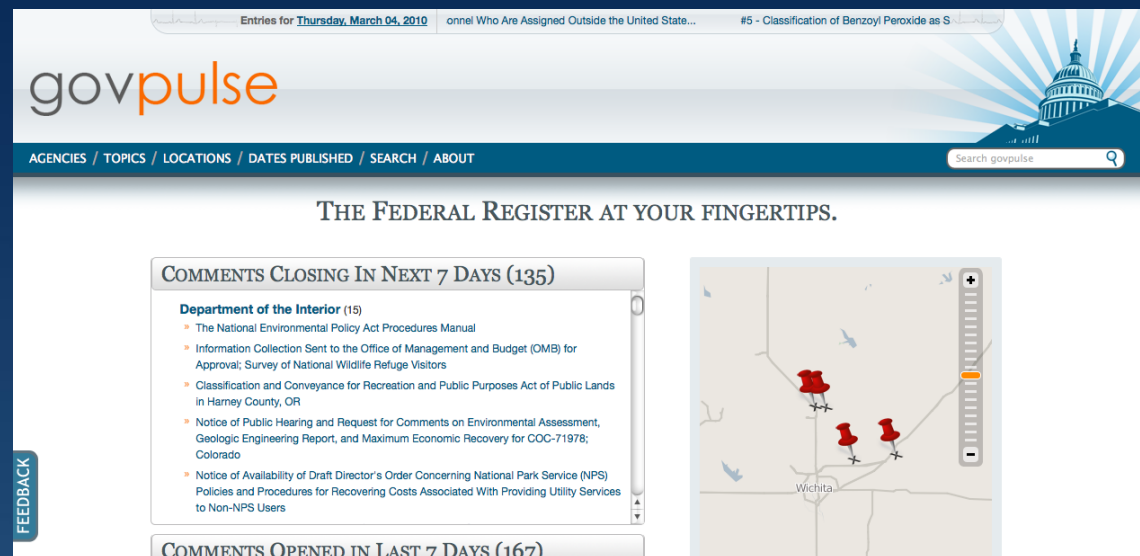 Entries for Thursday, March 04, 2010 onnel Who Are Assigned Outside the United State... #5 - Classification of Benzoyl Peroxide as S
govpulse
AGENCIES / TOPICS / LOCATIONS / DATES PUBLISHED / SEARCH / ABOUT
Search govpulse
THE FEDERAL REGISTER AT YOUR FINGERTIPS.
COMMENTS CLOSING IN NEXT 7 DAYS (135)
Department of the Interior (15)
» The National Environmental Policy Act Procedures Manual
» Information Collection Sent to the Office of Management and Budget (OMB) for
Approval; Survey of National Wildlife Refuge Visitors
» Classification and Conveyance for Recreation and Public Purposes Act of Public Lands
in Harney County, OR
» Notice of Public Hearing and Request for Comments on Environmental Assessment,
Geologic Engineering Report, and Maximum Economic Recovery for COC-71978;
Colorado
» Notice of Availability of Draft Director's Order Concerning National Park Service (NPS)
Policies and Procedures for Recovering Costs Associated With Providing Utility Services
to Non-NPS Users
COMMENTS OPENED IN LAST 7 DAYS (167)
+
-
Wichita
FEEDBACK